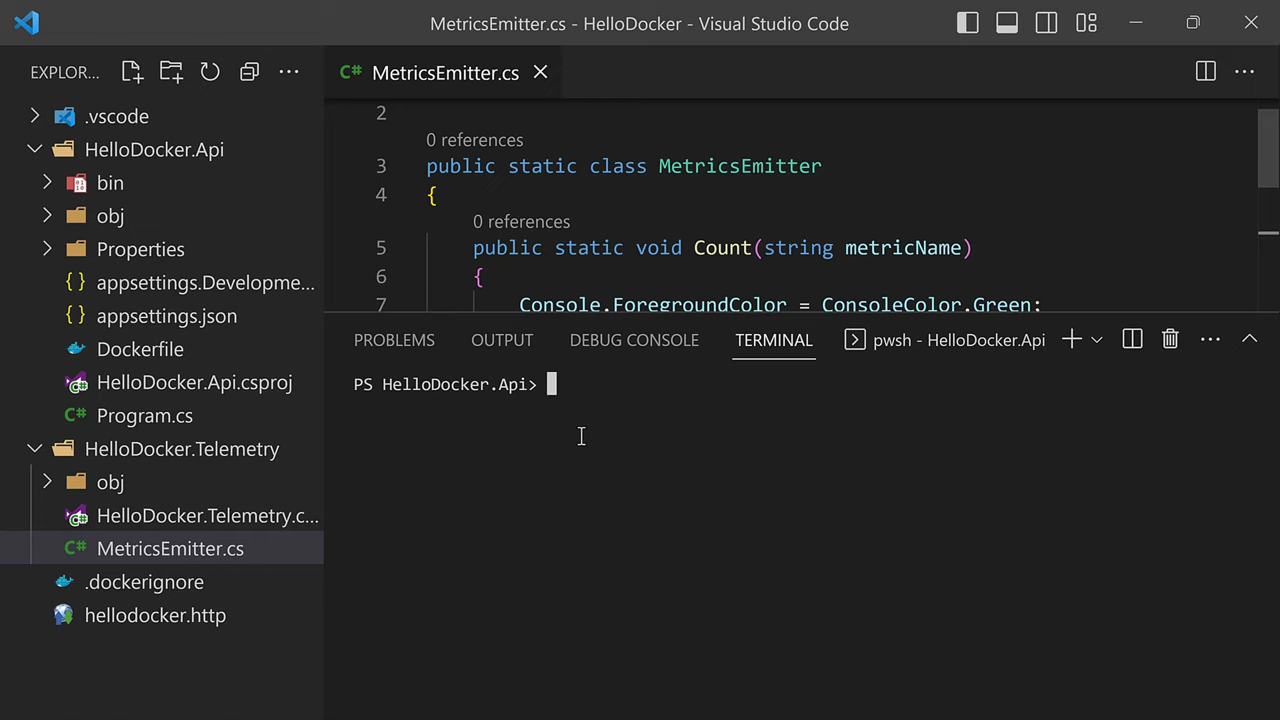 MetricsEmitter.cs - HelloDocker - Visual Studio Code
EXPLOR...
.vscode
HelloDocker.Api
bin
obj
Properties
appsettings.Developme...
appsettings.json
Dockerfile
HelloDocker.Api.csproj
C# Program.cs
HelloDocker.Telemetry
obj
HelloDocker.Telemetry.c...
C# MetricsEmitter.cs
.dockerignore
hellodocker.http
C# MetricsEmitter.cs
2
0 references
3 public static class MetricsEmitter
4 {
0 references
5 public static void Count(string metricName)
6 {
7 Console.ForegroundColor = ConsoleColor.Green;
PROBLEMS OUTPUT DEBUG CONSOLE TERMINAL pwsh - HelloDocker.Api
PS HelloDocker.Api>